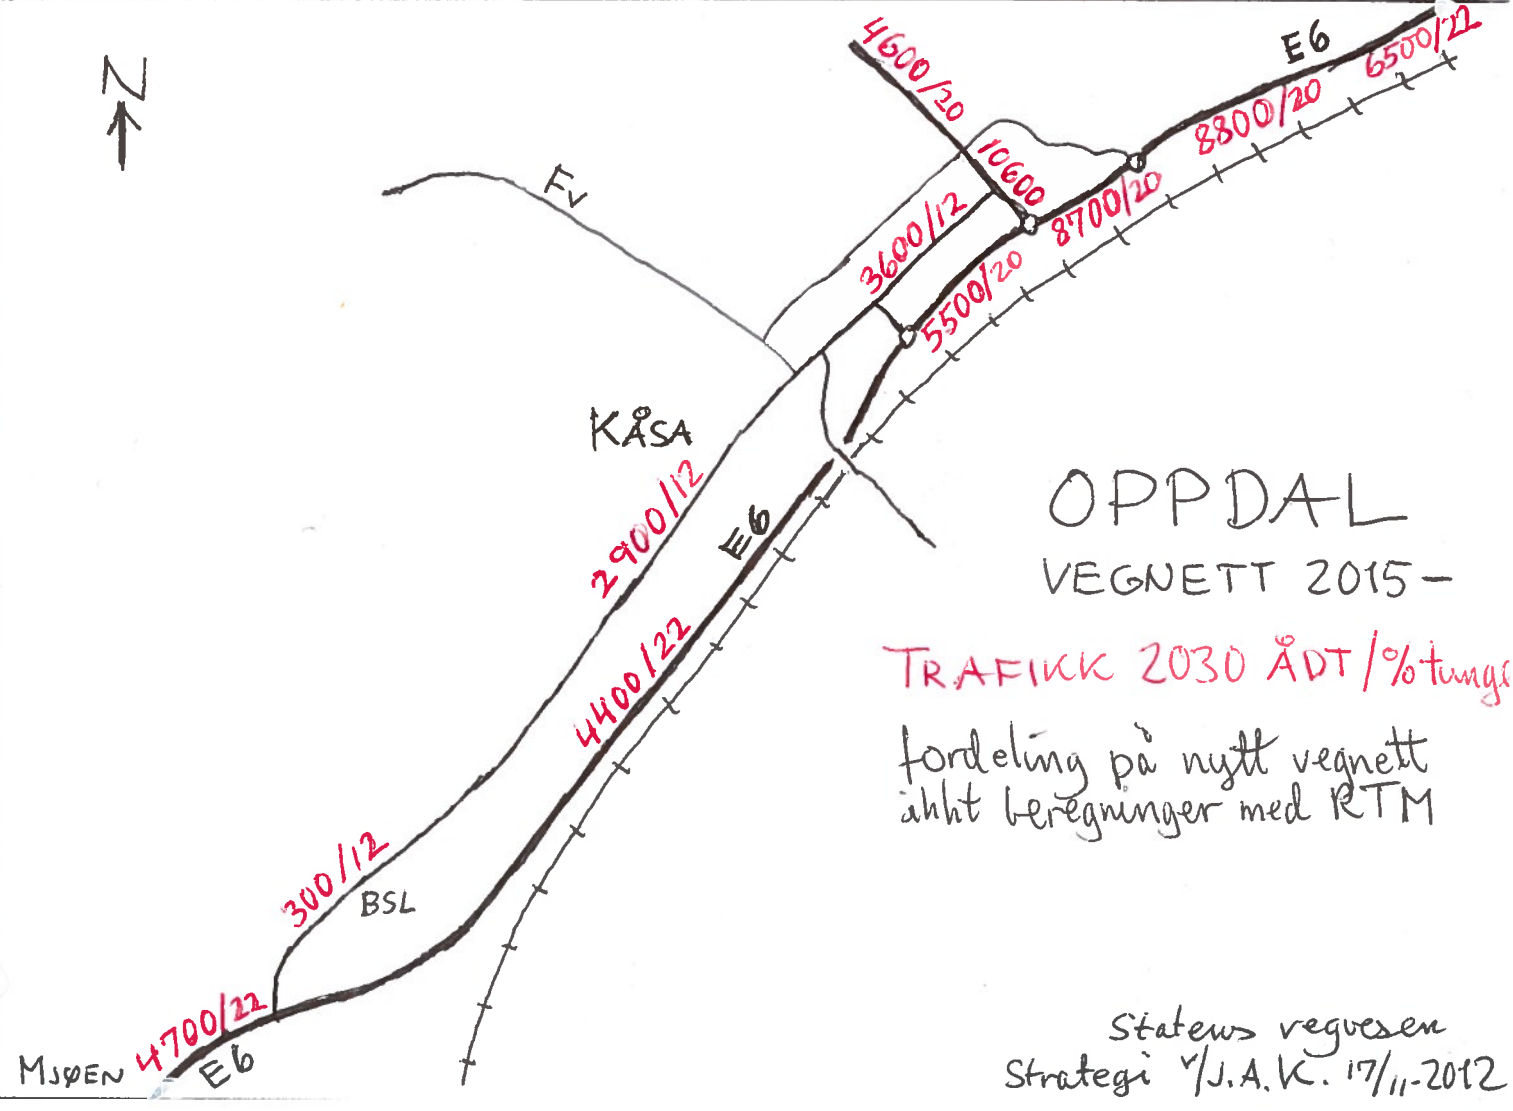 N
4600/20
E6
6500/22
8800/20
10600
8700/20
Fv
3600/12
5500/20
KÅSA
2900/12
E6
4400/22
OPPDAL
VEGNETT 2015-
TRAFIKK 2030 ÅDT/%tunge
fordeling på nytt vegnett
ihht beregninger med RTM
300/12
BSL
4700/22
MJØEN
E6
Statens vegvesen
Strategi v/J.A.K. 17/11-2012